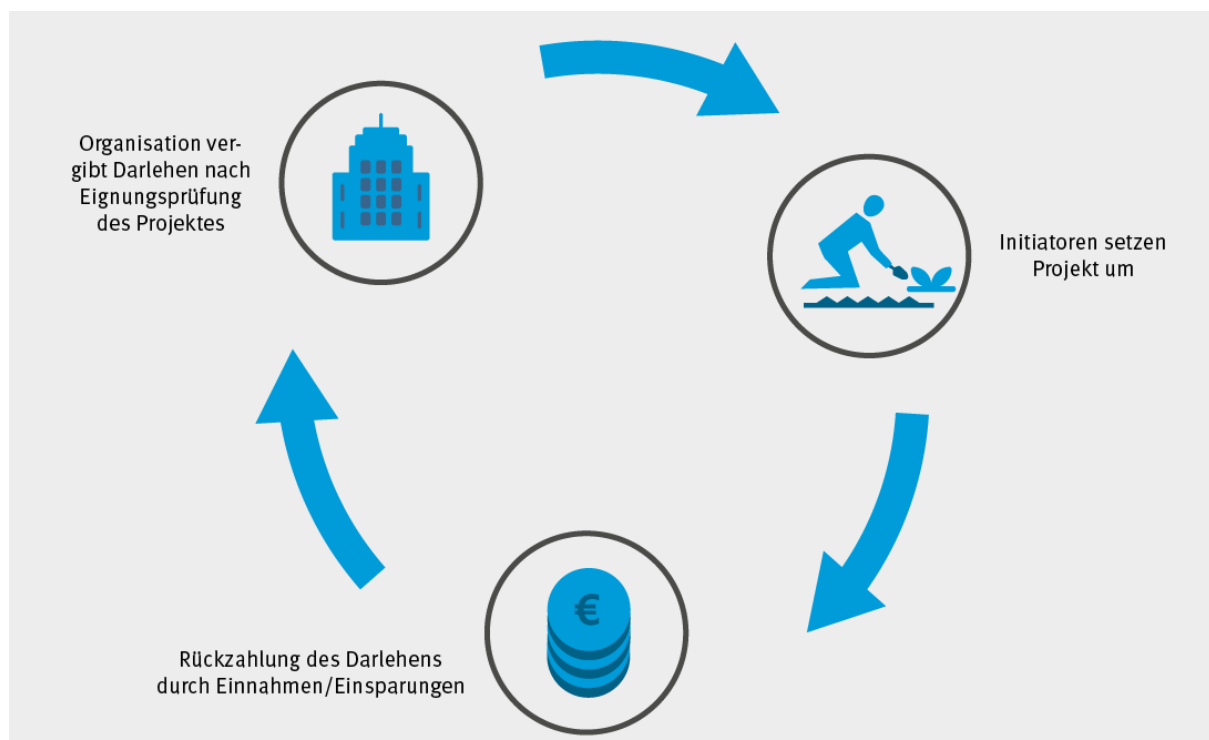 Organisation ver-
gibt Darlehen nach
Eignungsprüfung
des Projektes
Initiatoren setzen
Projekt um
€
Rückzahlung des Darlehens
durch Einnahmen/Einsparungen